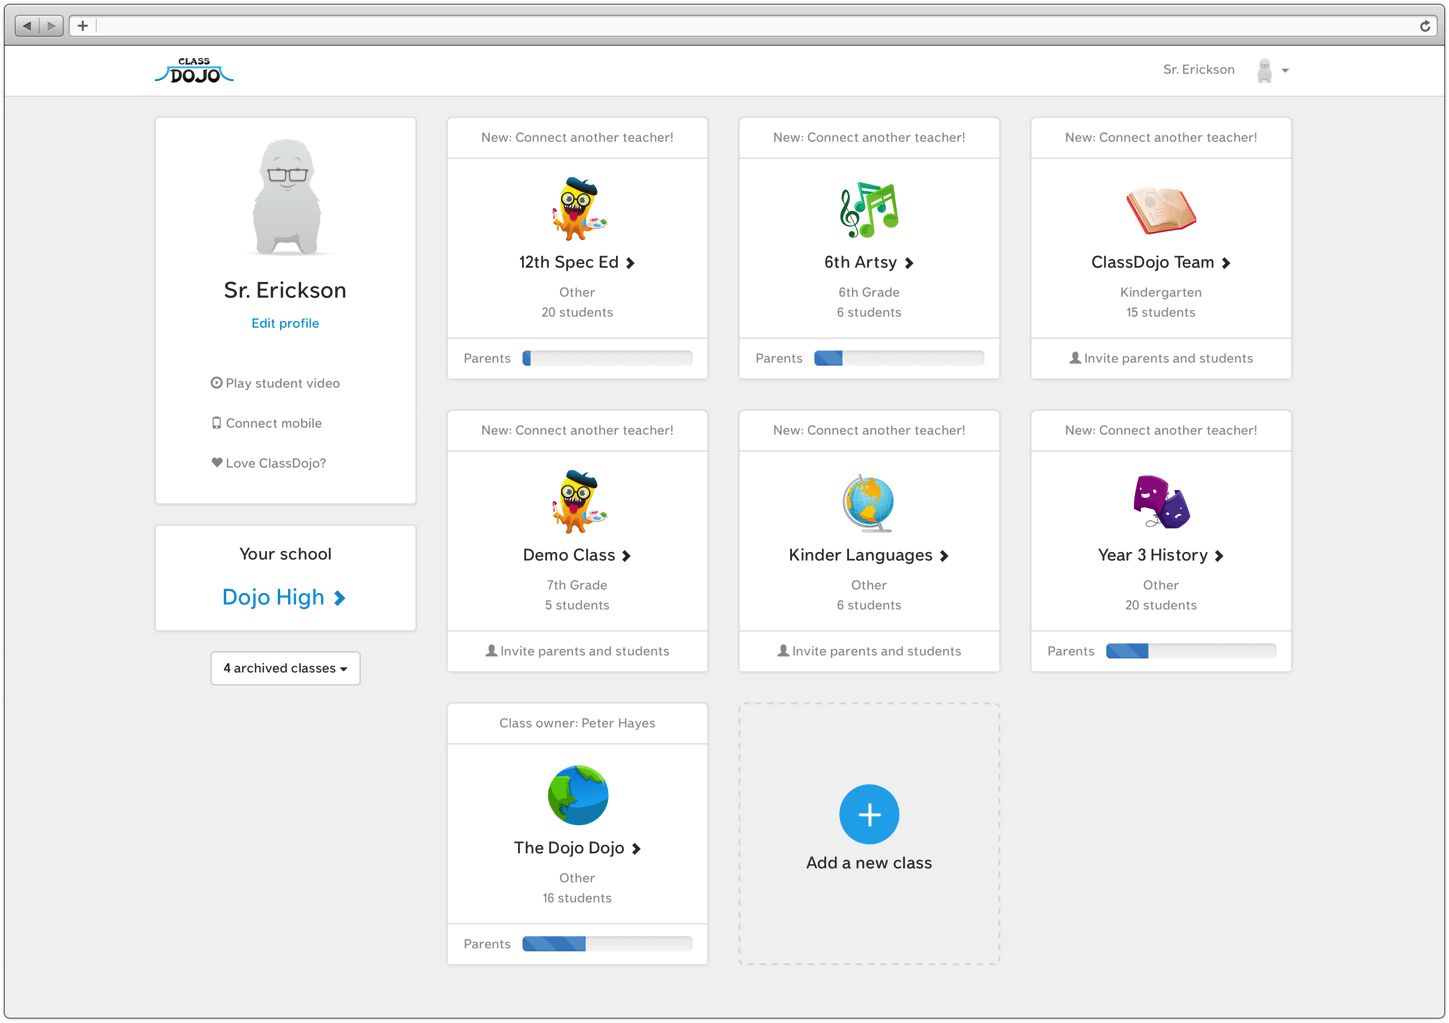 CLASS
DOJO
Sr. Erickson
Sr. Erickson
Edit profile
Play student video
Connect mobile
Love ClassDojo?
Your school
Dojo High
4 archived classes
New: Connect another teacher!
12th Spec Ed
Other
20 students
Parents
New: Connect another teacher!
6th Artsy
6th Grade
6 students
Parents
New: Connect another teacher!
ClassDojo Team
Kindergarten
15 students
Invite parents and students
New: Connect another teacher!
Demo Class
7th Grade
5 students
Invite parents and students
New: Connect another teacher!
Kinder Languages
Other
6 students
Invite parents and students
New: Connect another teacher!
Year 3 History
Other
20 students
Parents
Class owner: Peter Hayes
The Dojo Dojo
Other
16 students
Parents
Add a new class